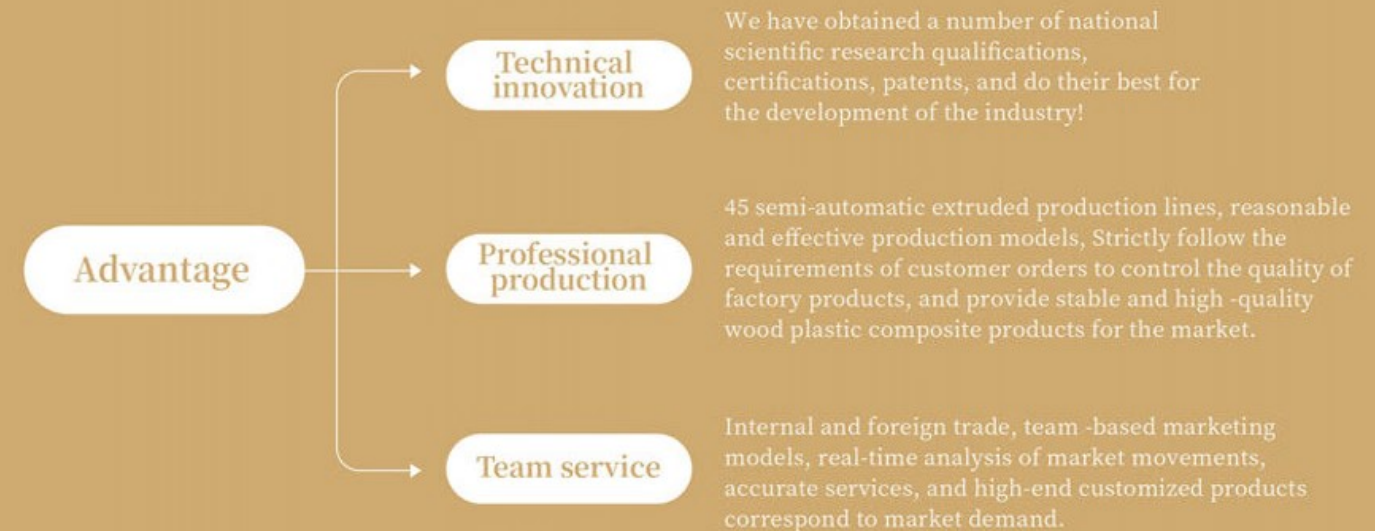 Advantage
Technical
innovation
We have obtained a number of national
scientific research qualifications,
certifications, patents, and do their best for
the development of the industry!
Professional
production
45 semi-automatic extruded production lines, reasonable
and effective production models, Strictly follow the
requirements of customer orders to control the quality of
factory products, and provide stable and high -quality
wood plastic composite products for the market.
Team service
Internal and foreign trade, team -based marketing
models, real-time analysis of market movements,
accurate services, and high-end customized products
correspond to market demand.